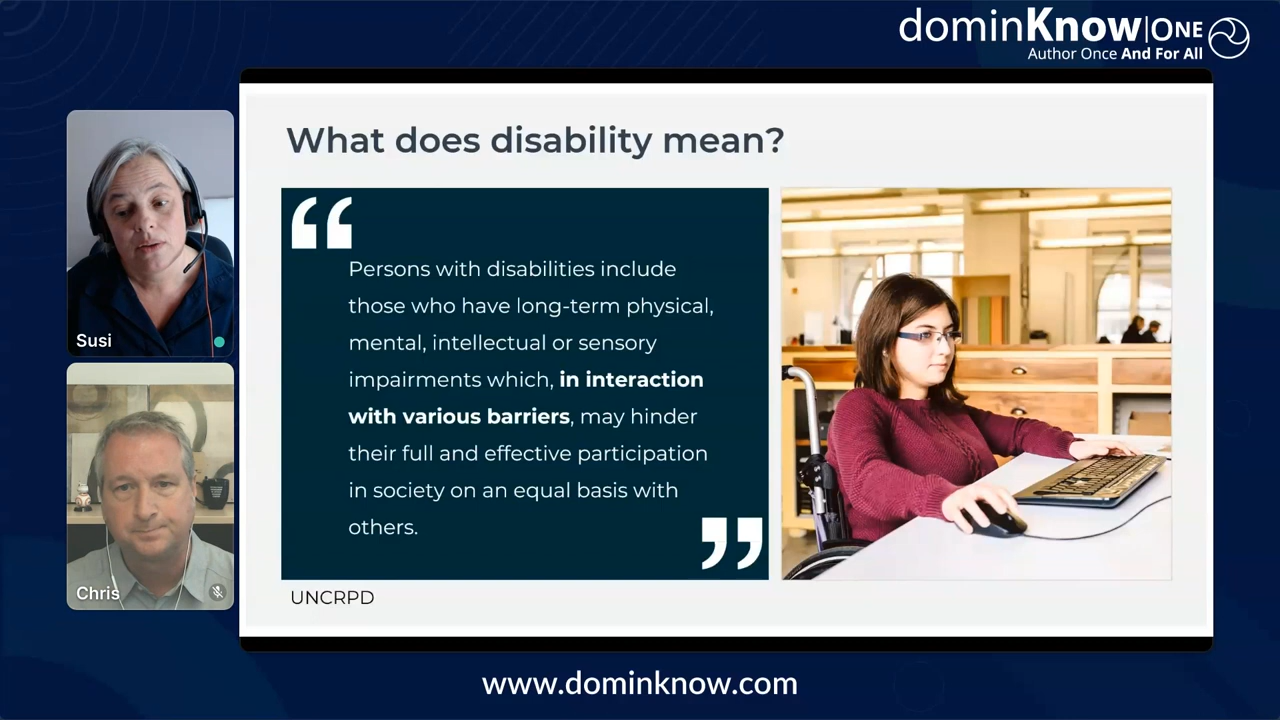 dominKnow|ONE
Author Once And For All
What does disability mean?
“
Persons with disabilities include
those who have long-term physical,
mental, intellectual or sensory
impairments which, in interaction
with various barriers, may hinder
their full and effective participation
in society on an equal basis with
others.
”
UNCRPD
Susi
Chris
www.dominknow.com